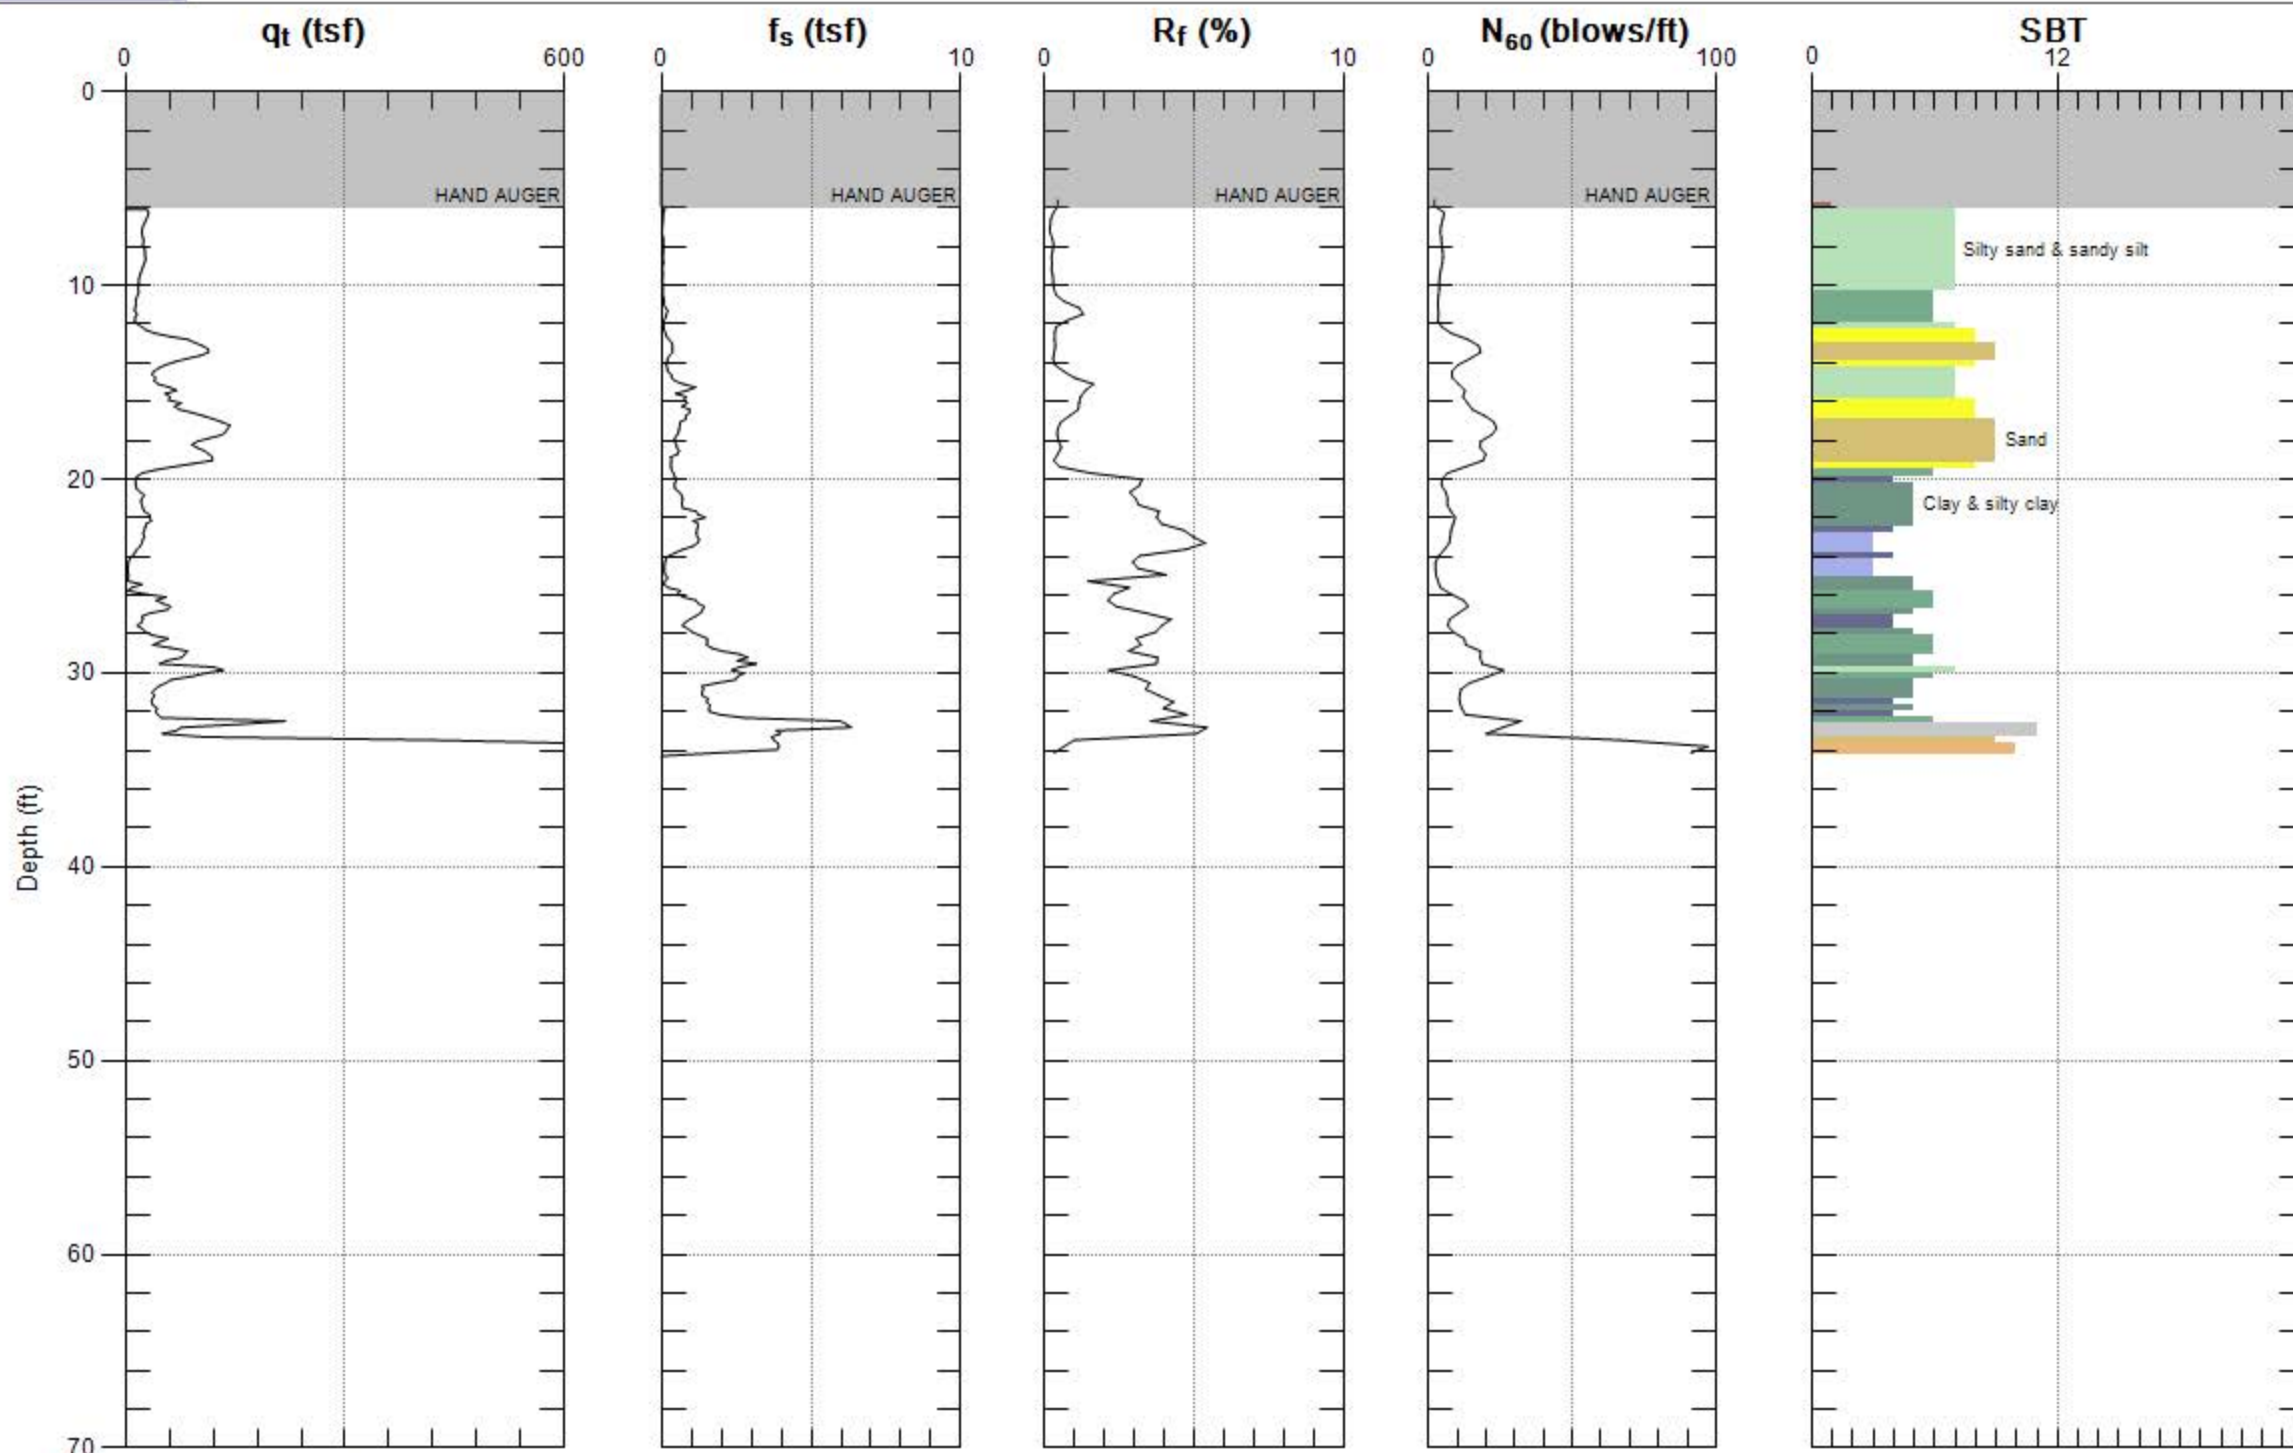 qt (tsf) fs (tsf) Rf (%) N60 (blows/ft) SBT
0 600 0 10 0 10 0 100 0 12
0
HAND AUGER HAND AUGER HAND AUGER HAND AUGER
Silty sand & sandy silt
10
Sand
20
Clay & silty clay
30
Depth (ft)
40
50
60
70